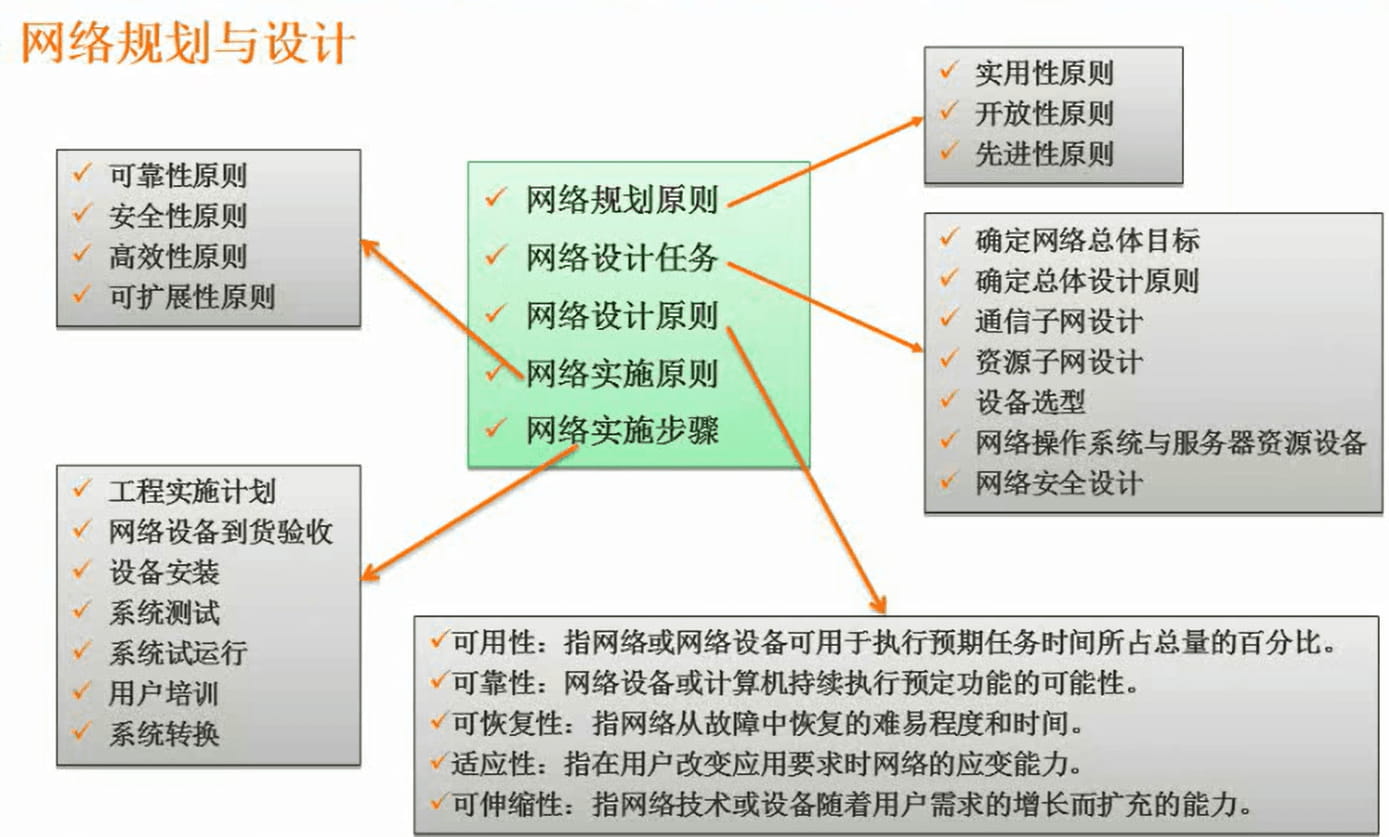 网络规划与设计
实用性原则
开放性原则
先进性原则
可靠性原则
安全性原则
高效性原则
可扩展性原则
网络规划原则
网络设计任务
网络设计原则
网络实施原则
网络实施步骤
确定网络总体目标
确定总体设计原则
通信子网设计
资源子网设计
设备选型
网络操作系统与服务器资源设备
网络安全设计
工程实施计划
网络设备到货验收
设备安装
系统测试
系统试运行
用户培训
系统转换
可用性：指网络或网络设备可用于执行预期任务时间所占总量的百分比。
可靠性：网络设备或计算机持续执行预定功能的可能性。
可恢复性：指网络从故障中恢复的难易程度和时间。
适应性：指在用户改变应用要求时网络的应变能力。
可伸缩性：指网络技术或设备随着用户需求的增长而扩充的能力。